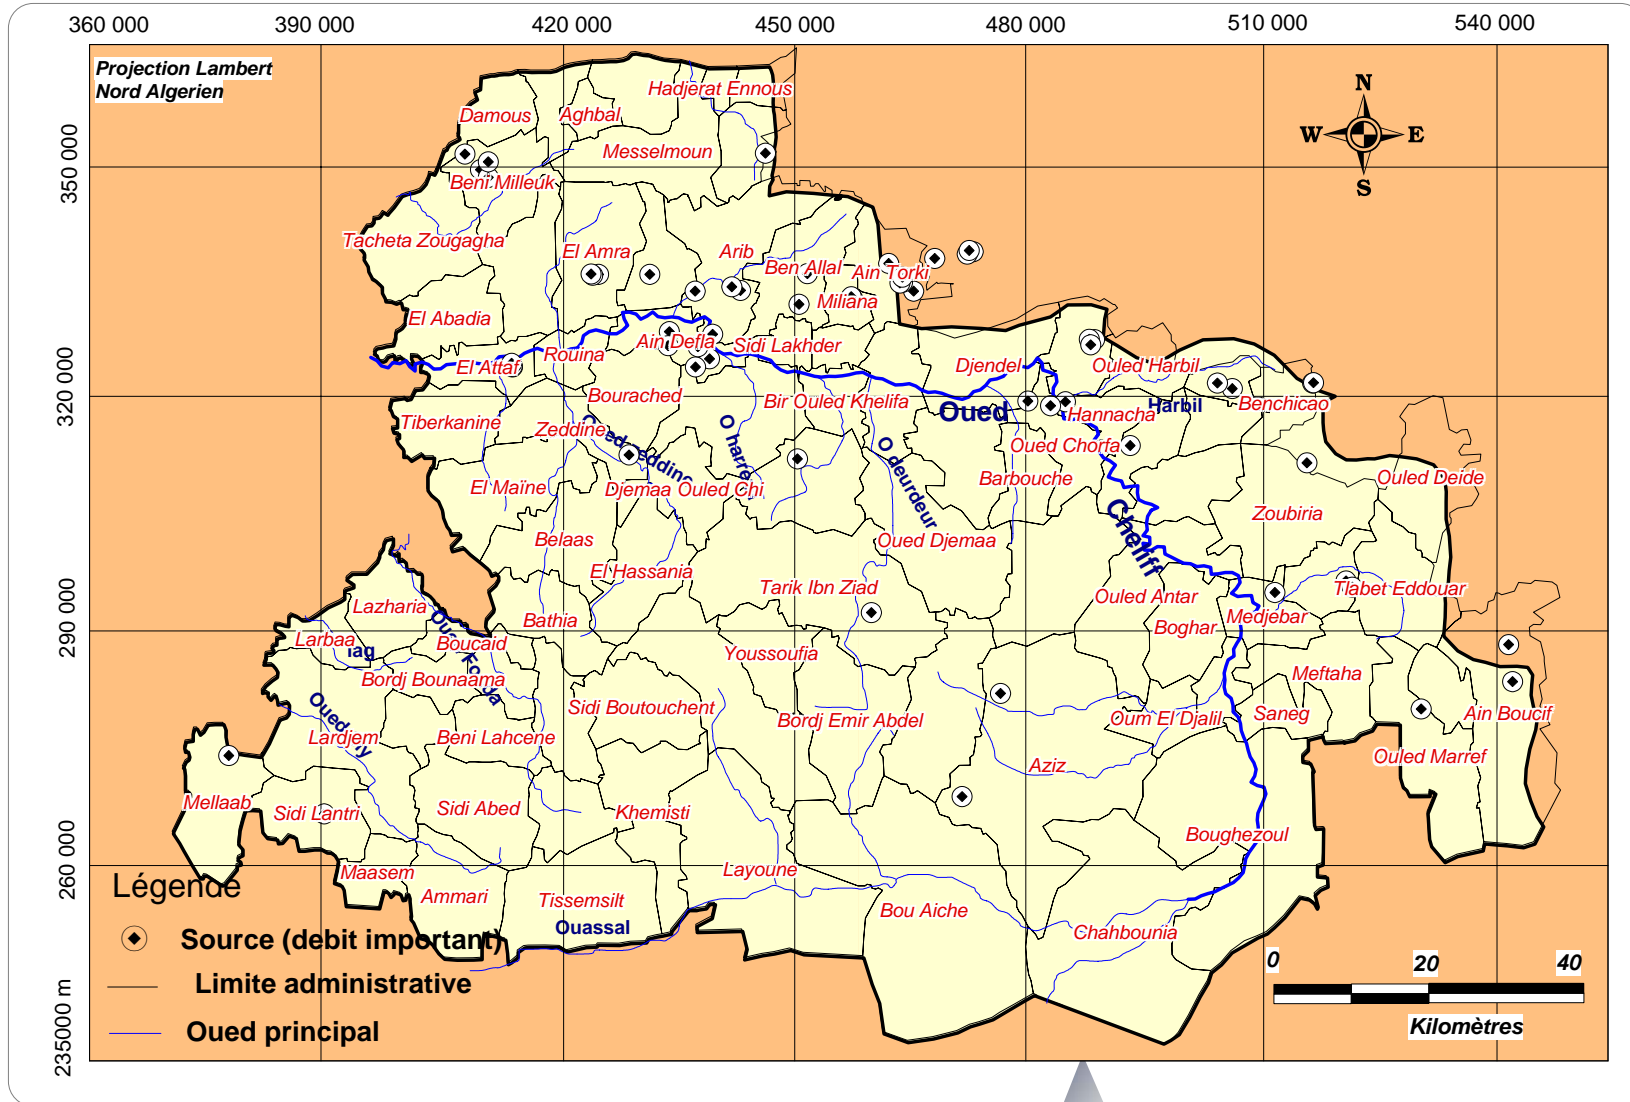 360 000
390 000
420 000
450 000
480 000
510 000
540 000
Projection Lambert
Nord Algerien
N
W
E
S
350 000
320 000
290 000
260 000
235000 m
Hadjerat Ennous
Damous
Aghbal
Messelmoun
Beni Milleuk
Tacheta Zougagha
El Amra
Arib
Ben Allal
Ain Torki
Miliana
El Abadia
Ain Defla
Sidi Lakhder
Rouina
El Attaf
Djendel
Ouled Harbil
Bourached
Bir Ouled Khelifa
Oued
Hannacha
Harbil
Benchicao
Tiberkanine
Zeddine
Oued zeddine
O harre
O deurdeur
Oued Chorfa
Barbouche
Ouled Deide
El Maïne
Djemaa Ouled Chi
Cheliff
Zoubiria
Belaas
Oued Djemaa
El Hassania
Tarik Ibn Ziad
Ouled Antar
Tlabet Eddouar
Lazharia
Bathia
Medjebar
Boghar
Larbaa
lag
Boucaid
Youssoufia
Meftaha
Bordj Bounaama
Sidi Boutouchent
Bordj Emir Abdel
Oum El Djalil
Saneg
Ain Boucif
Lardjem
Beni Lahcene
Aziz
Ouled Marref
Mellaab
Sidi Lantri
Sidi Abed
Khemisti
Boughezoul
Maasem
Layoune
Ammari
Tissemsilt
Ouassal
Bou Aiche
Chahbounia
Légende
Source (debit important)
Limite administrative
Oued principal
0
20
40
Kilomètres